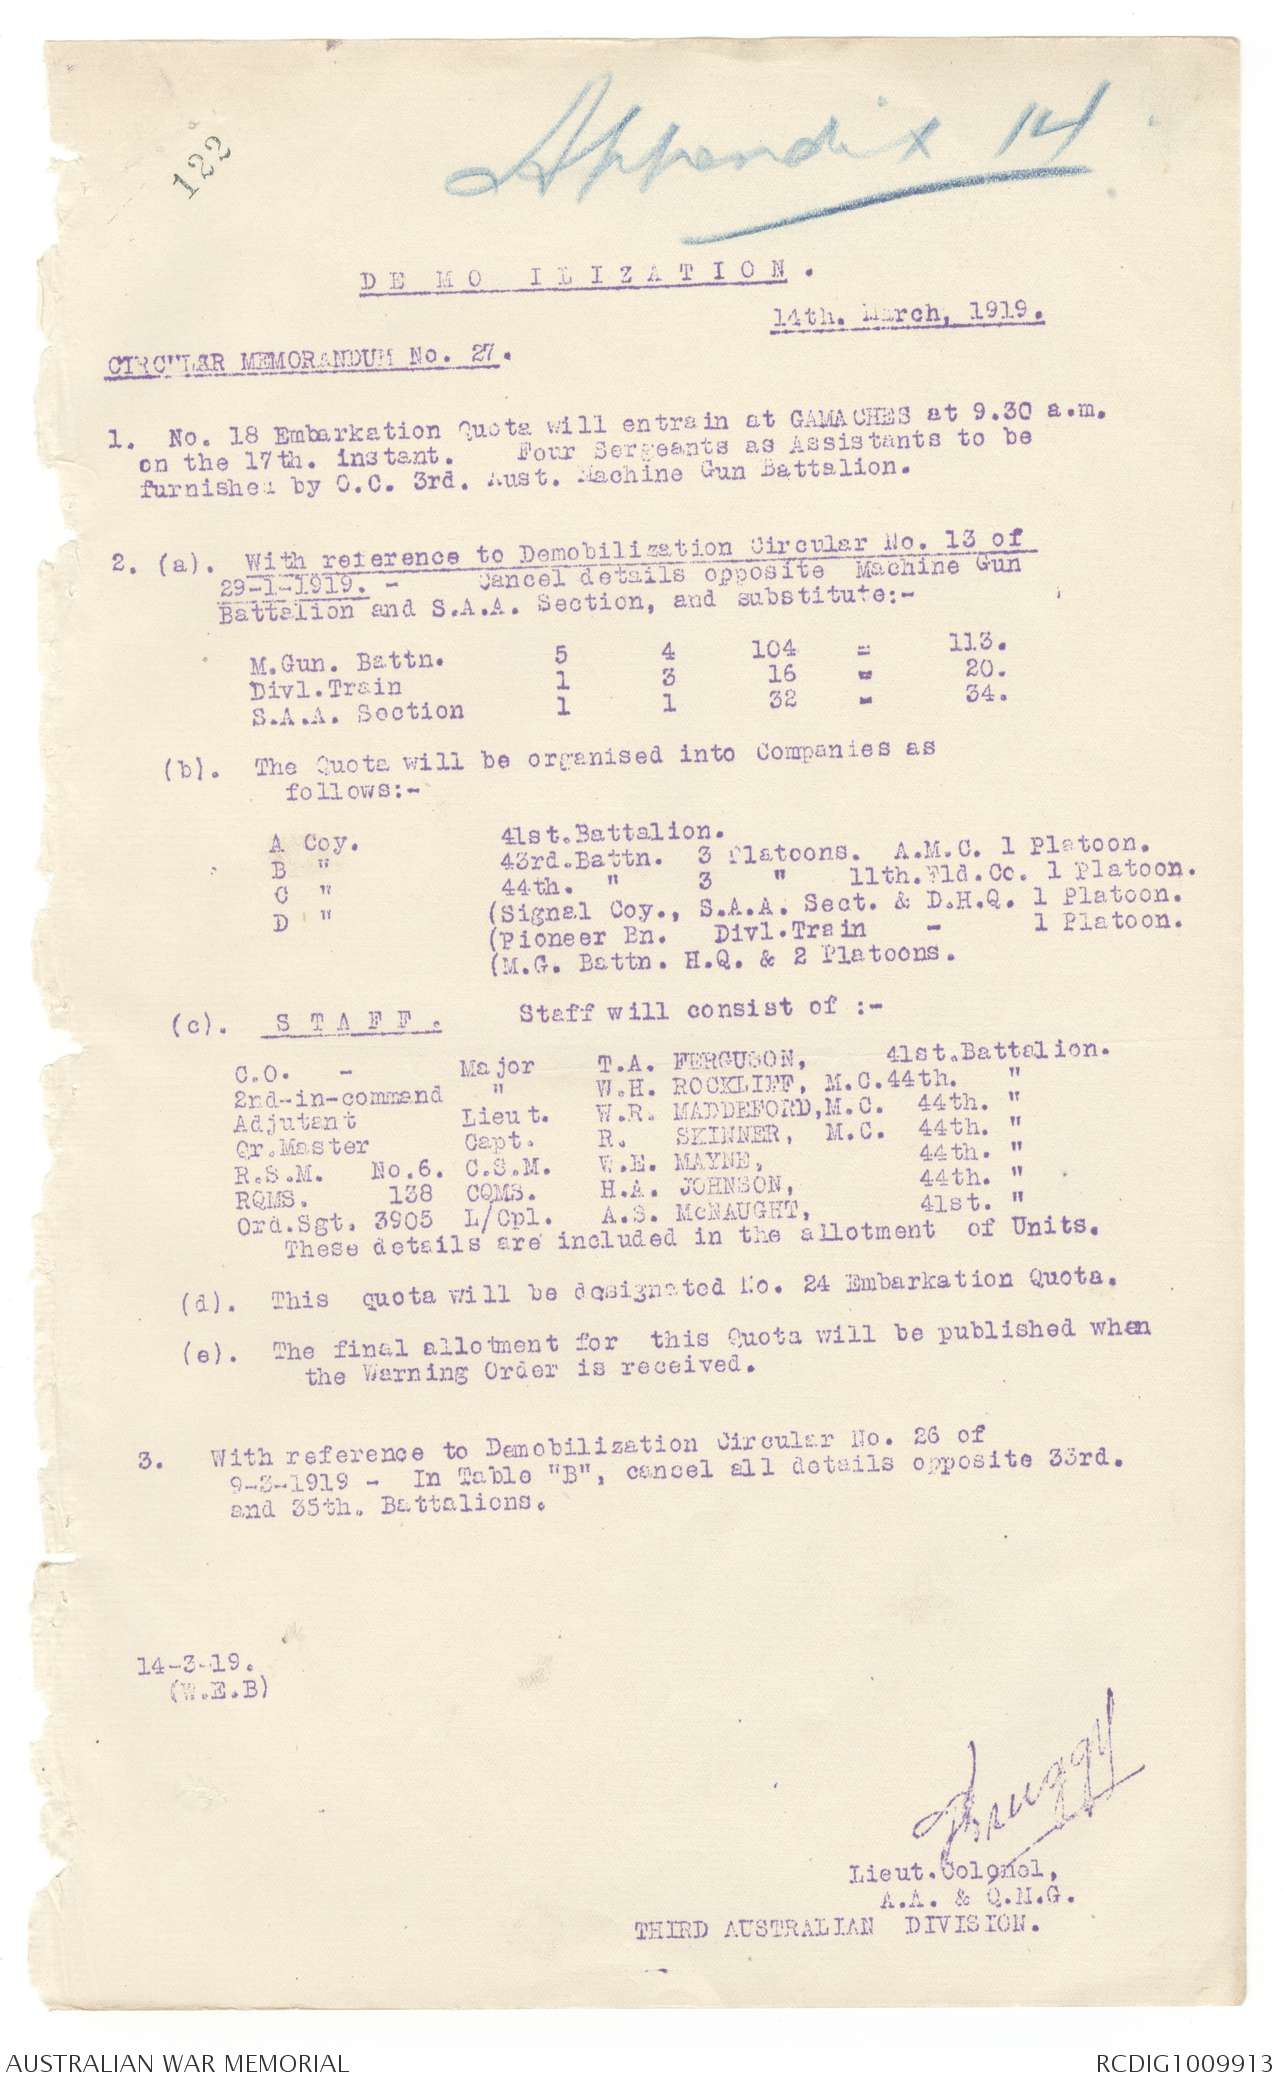 122
Appendix 14
D E M O   I L I Z A T I O N .
14th. March, 1919.
CIRCULAR MEMORANDUM No. 27.
1. No. 18 Embarkation Quota will entrain at GAMACHES at 9.30 a.m.
on the 17th. instant. Four Sergeants as Assistants to be
furnished by O.C. 3rd. Aust. Machine Gun Battalion.
2. (a). With reference to Demobilization Circular No. 13 of
29-1-1919. - Cancel details opposite Machine Gun
Battalion and S.A.A. Section, and substitute:-
M.Gun. Battn. 5 4 104 = 113.
Divl.Train 1 3 16 = 20.
S.A.A. Section 1 1 32 = 34.
(b). The Quota will be organised into Companies as
follows:-
A Coy. 41st.Battalion.
B " 43rd.Battn. 3 Platoons. A.M.C. 1 Platoon.
C " 44th. " 3 " 11th.Fld.Co. 1 Platoon.
D " (Signal Coy., S.A.A. Sect. & D.H.Q. 1 Platoon.
(Pioneer Bn. Divl.Train - 1 Platoon.
(M.G. Battn. H.Q. & 2 Platoons.
(c). S T A F F . Staff will consist of :-
C.O. - Major T.A. FERGUSON, 41st.Battalion.
2nd-in-command " W.H. ROCKLIFF, M.C. 44th. "
Adjutant Lieut. W.R. MADDEFORD, M.C. 44th. "
Qr.Master Capt. R. SKINNER, M.C. 44th. "
R.S.M. No.6. C.S.M. W.E. MAYNE, 44th. "
RQMS. 138 CQMS. H.A. JOHNSON, 44th. "
Ord.Sgt. 3905 L/Cpl. A.S. McNAUGHT, 41st. "
These details are included in the allotment of Units.
(d). This quota will be designated No. 24 Embarkation Quota.
(e). The final allotment for this Quota will be published when
the Warning Order is received.
3. With reference to Demobilization Circular No. 26 of
9-3-1919 - In Table "B", cancel all details opposite 33rd.
and 35th. Battalions.
14-3-19.
(W.E.B)
Lieut.Colonel,
A.A. & Q.M.G.
THIRD AUSTRALIAN DIVISION.
AUSTRALIAN WAR MEMORIAL
RCDIG1009913